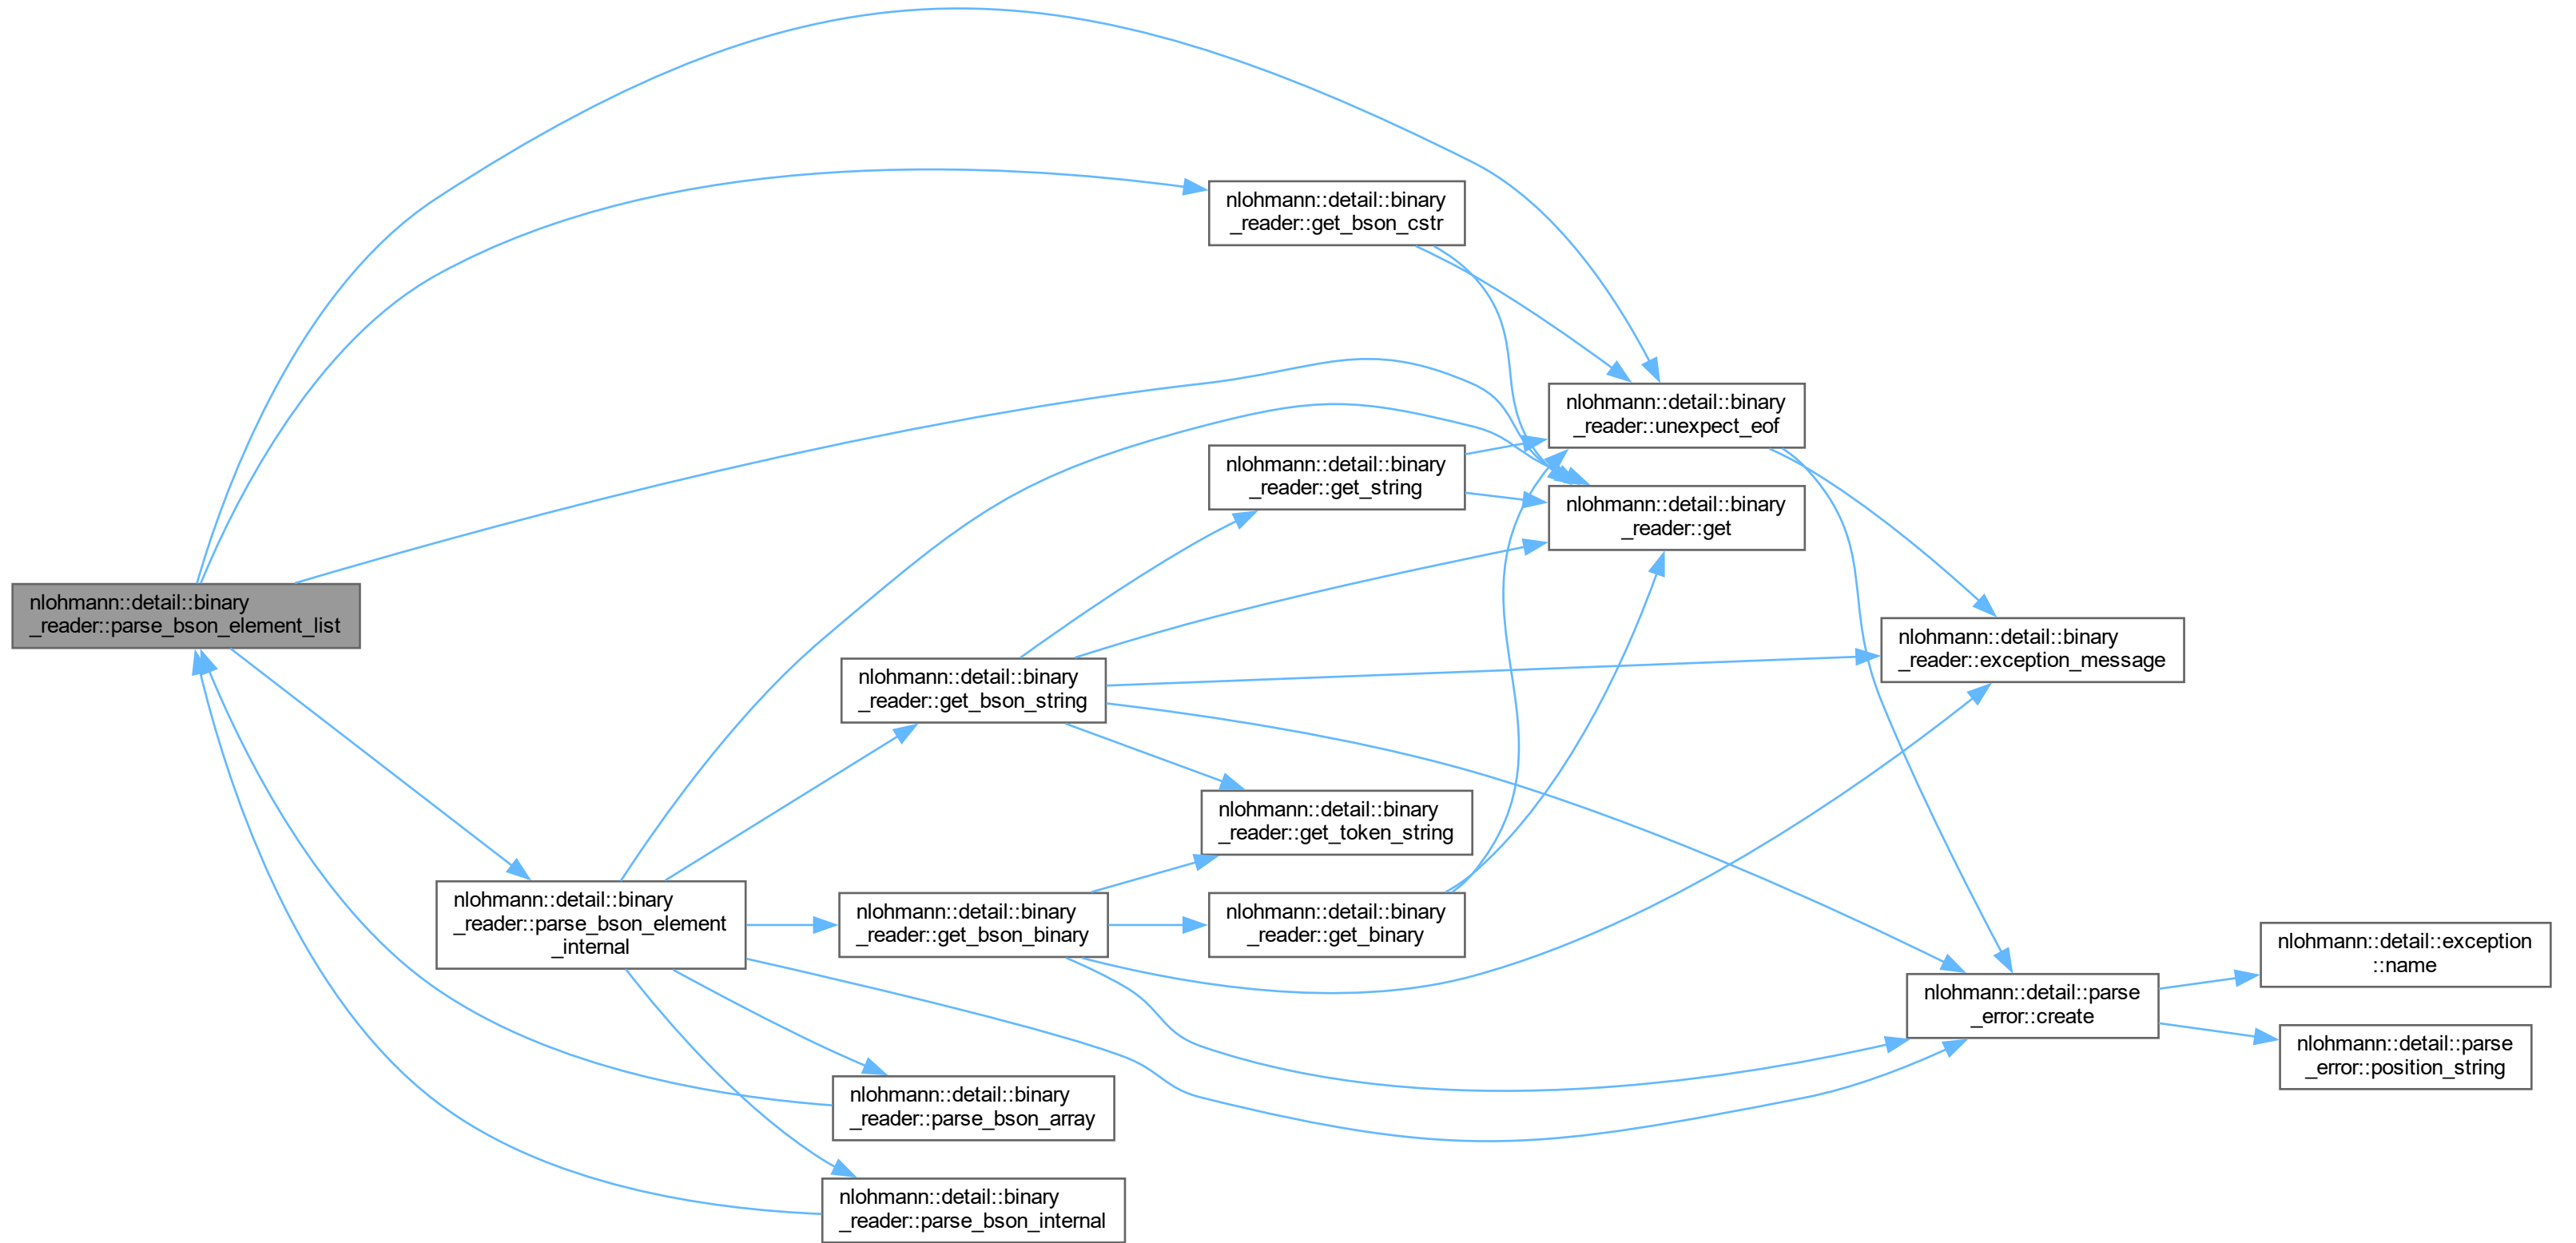 nlohmann::detail::binary
_reader::parse_bson_element_list
nlohmann::detail::binary
_reader::get_bson_cstr
nlohmann::detail::binary
_reader::unexpect_eof
nlohmann::detail::binary
_reader::get_string
nlohmann::detail::binary
_reader::get
nlohmann::detail::binary
_reader::exception_message
nlohmann::detail::binary
_reader::get_bson_string
nlohmann::detail::binary
_reader::get_token_string
nlohmann::detail::binary
_reader::parse_bson_element
_internal
nlohmann::detail::binary
_reader::get_bson_binary
nlohmann::detail::binary
_reader::get_binary
nlohmann::detail::exception
::name
nlohmann::detail::parse
_error::create
nlohmann::detail::parse
_error::position_string
nlohmann::detail::binary
_reader::parse_bson_array
nlohmann::detail::binary
_reader::parse_bson_internal